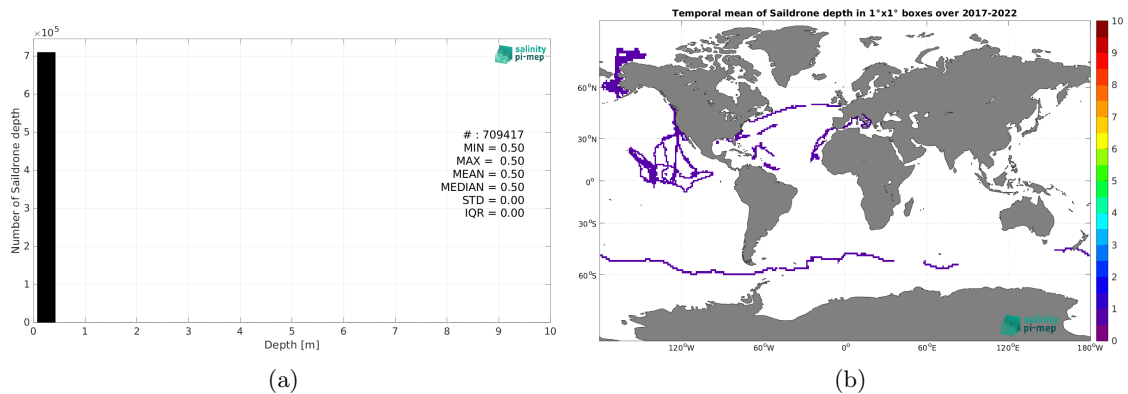 ×10⁵
7
6
5
4
3
2
1
0
Number of Saildrone depth
salinity
pi-mep
# : 709417
MIN = 0.50
MAX = 0.50
MEAN = 0.50
MEDIAN = 0.50
STD = 0.00
IQR = 0.00
0 1 2 3 4 5 6 7 8 9 10
Depth [m]
(a)
Temporal mean of Saildrone depth in 1°x1° boxes over 2017-2022
60°N
30°N
0°
30°S
60°S
120°W 60°W 0° 60°E 120°E 180°W
salinity
pi-mep
10
9
8
7
6
5
4
3
2
1
0
(b)